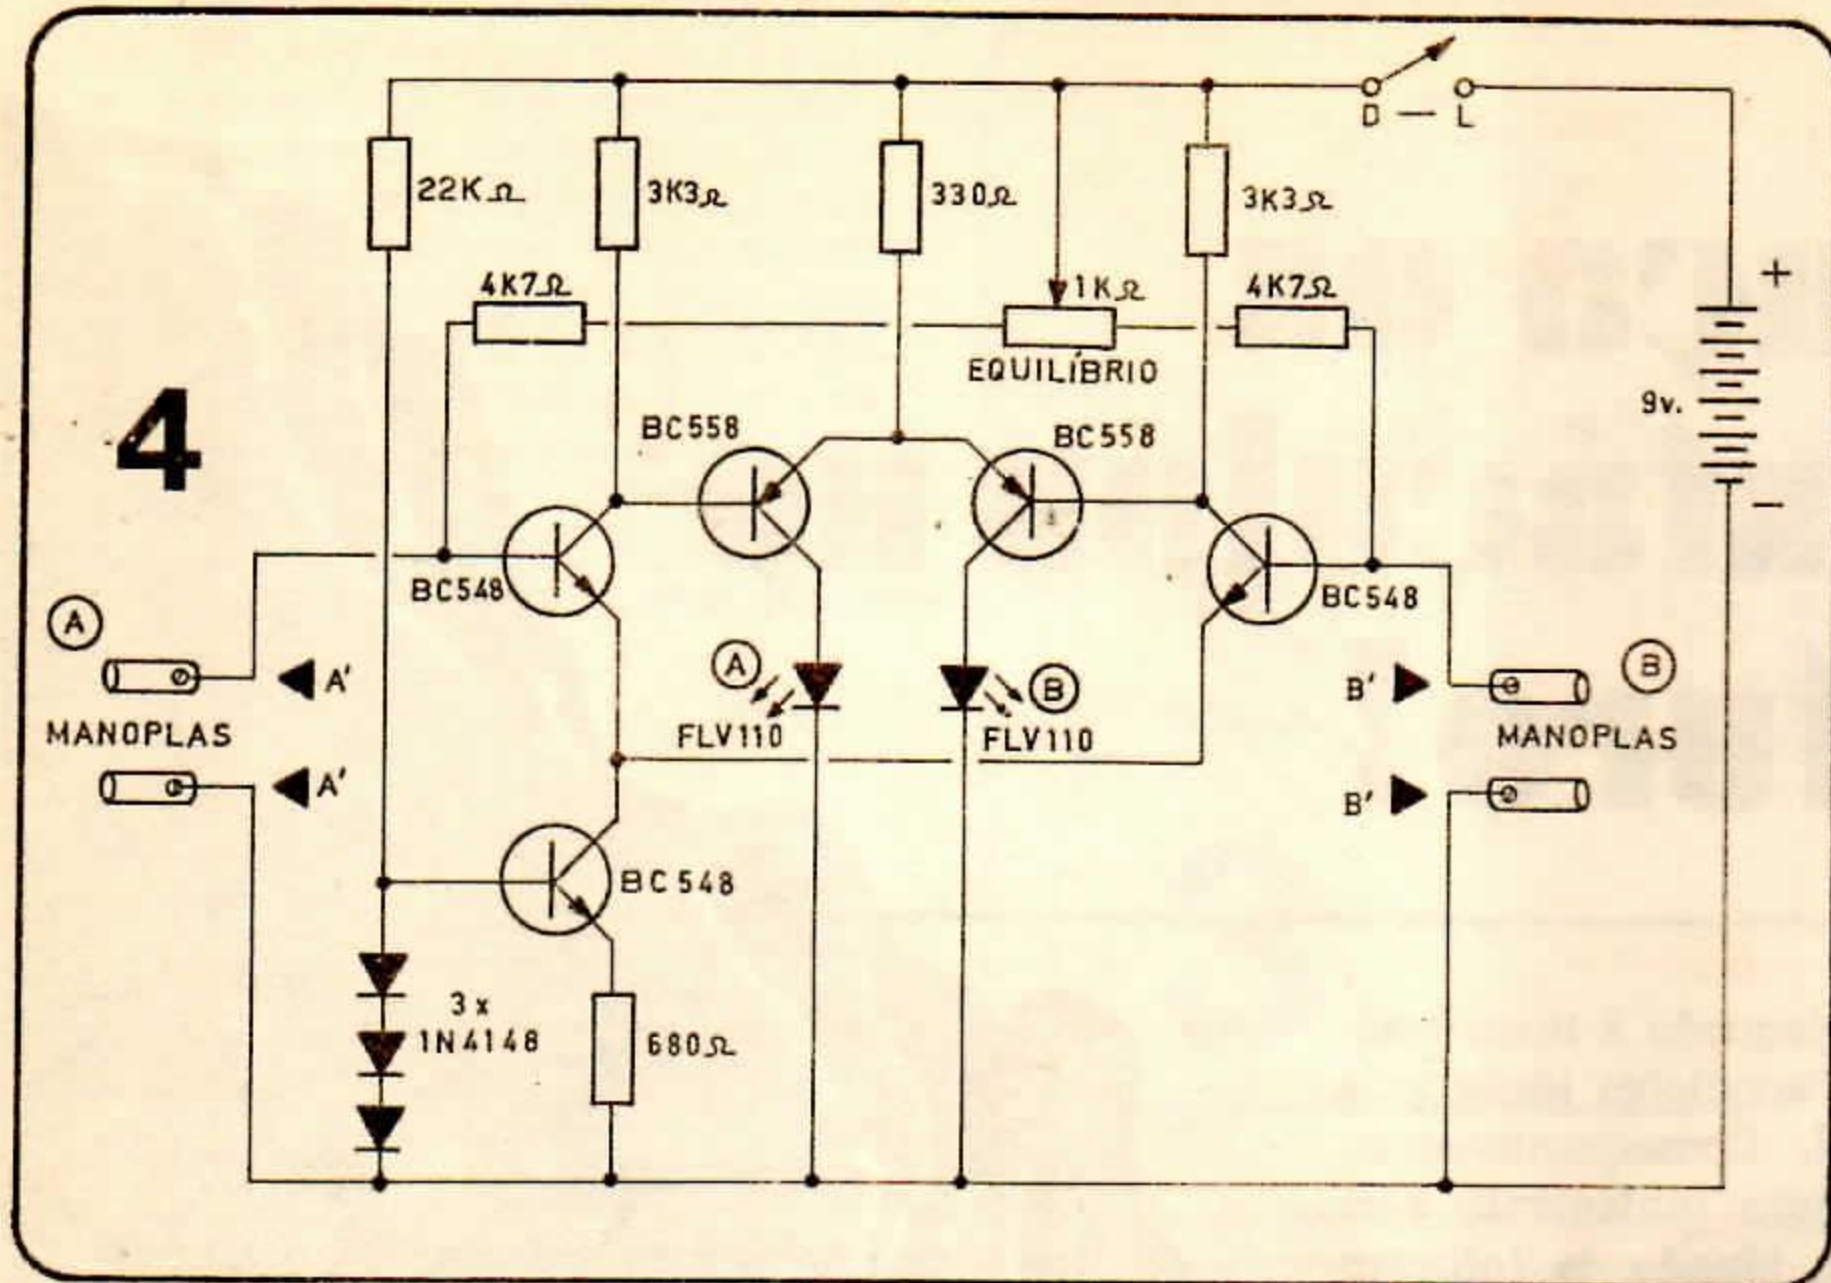 D — L
22KΩ
3K3Ω
330Ω
3K3Ω
4K7Ω
1KΩ
4K7Ω
+
EQUILÍBRIO
9v.
4
BC558
BC558
−
BC548
BC548
A
A'
A
B
B'
B
MANOPLAS
FLV110
FLV110
MANOPLAS
A'
B'
BC548
3x
1N4148
680Ω